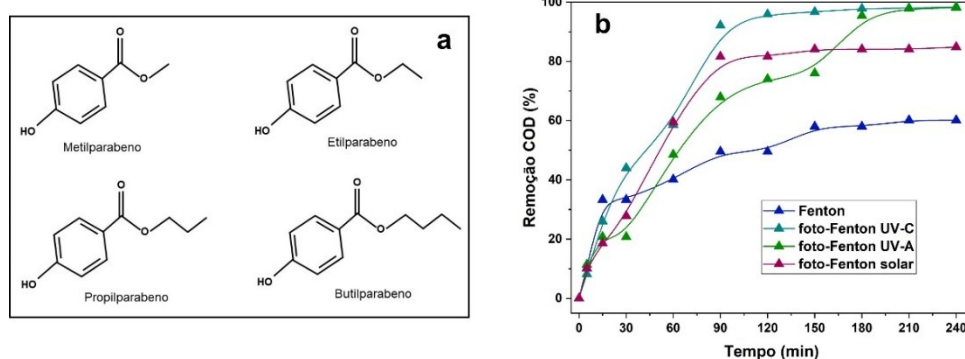 a
O
O
HO
Metilparabeno
O
O
HO
Etilparabeno
O
O
HO
Propilparabeno
O
O
HO
Butilparabeno
b
Remoção COD (%)
100
80
60
40
20
0
Fenton
foto-Fenton UV-C
foto-Fenton UV-A
foto-Fenton solar
0 30 60 90 120 150 180 210 240
Tempo (min)